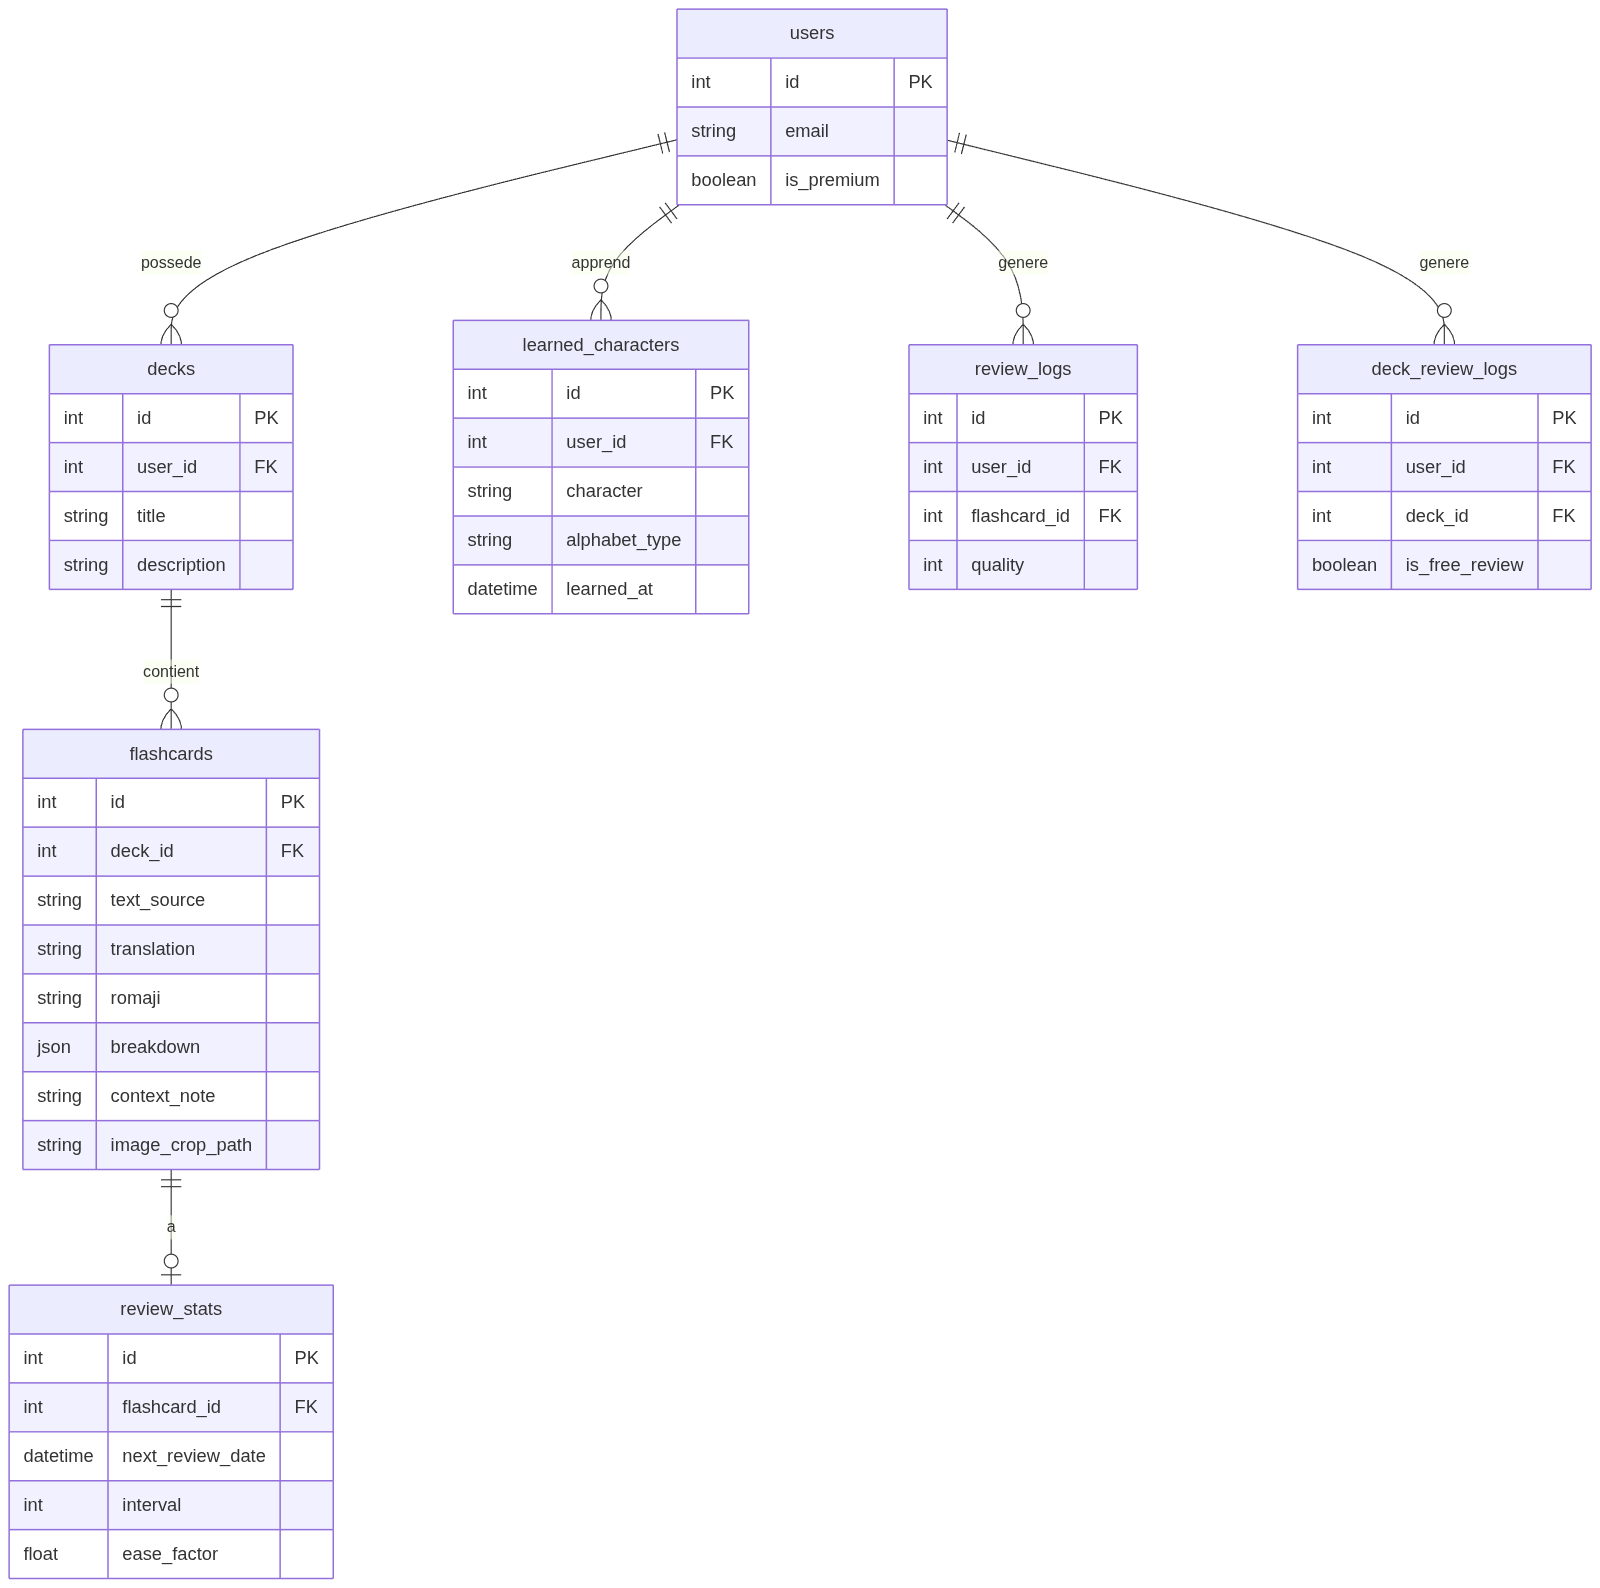 users
int id PK
string email
boolean is_premium
possede
apprend
genere
genere
decks
int id PK
int user_id FK
string title
string description
learned_characters
int id PK
int user_id FK
string character
string alphabet_type
datetime learned_at
review_logs
int id PK
int user_id FK
int flashcard_id FK
int quality
deck_review_logs
int id PK
int user_id FK
int deck_id FK
boolean is_free_review
contient
flashcards
int id PK
int deck_id FK
string text_source
string translation
string romaji
json breakdown
string context_note
string image_crop_path
a
review_stats
int id PK
int flashcard_id FK
datetime next_review_date
int interval
float ease_factor